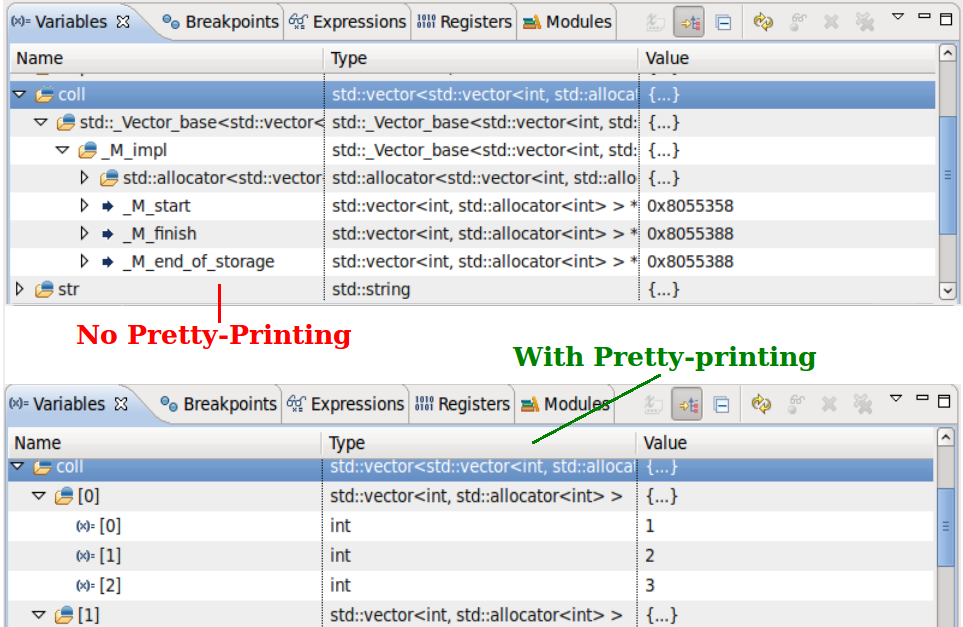 (x)= Variables Breakpoints Expressions Registers Modules
Name Type Value
coll std::vector<std::vector<int, std::alloca {...}
std::_Vector_base<std::vector< std::_Vector_base<std::vector<int, std: {...}
_M_impl std::_Vector_base<std::vector<int, std: {...}
std::allocator<std::vector std::allocator<std::vector<int, std::allo {...}
_M_start std::vector<int, std::allocator<int> > * 0x8055358
_M_finish std::vector<int, std::allocator<int> > * 0x8055388
_M_end_of_storage std::vector<int, std::allocator<int> > * 0x8055388
str std::string {...}
No Pretty-Printing
With Pretty-printing
(x)= Variables Breakpoints Expressions Registers Modules
Name Type Value
coll std::vector<std::vector<int, std::alloca {...}
[0] std::vector<int, std::allocator<int> > {...}
(x)= [0] int 1
(x)= [1] int 2
(x)= [2] int 3
[1] std::vector<int, std::allocator<int> > {...}